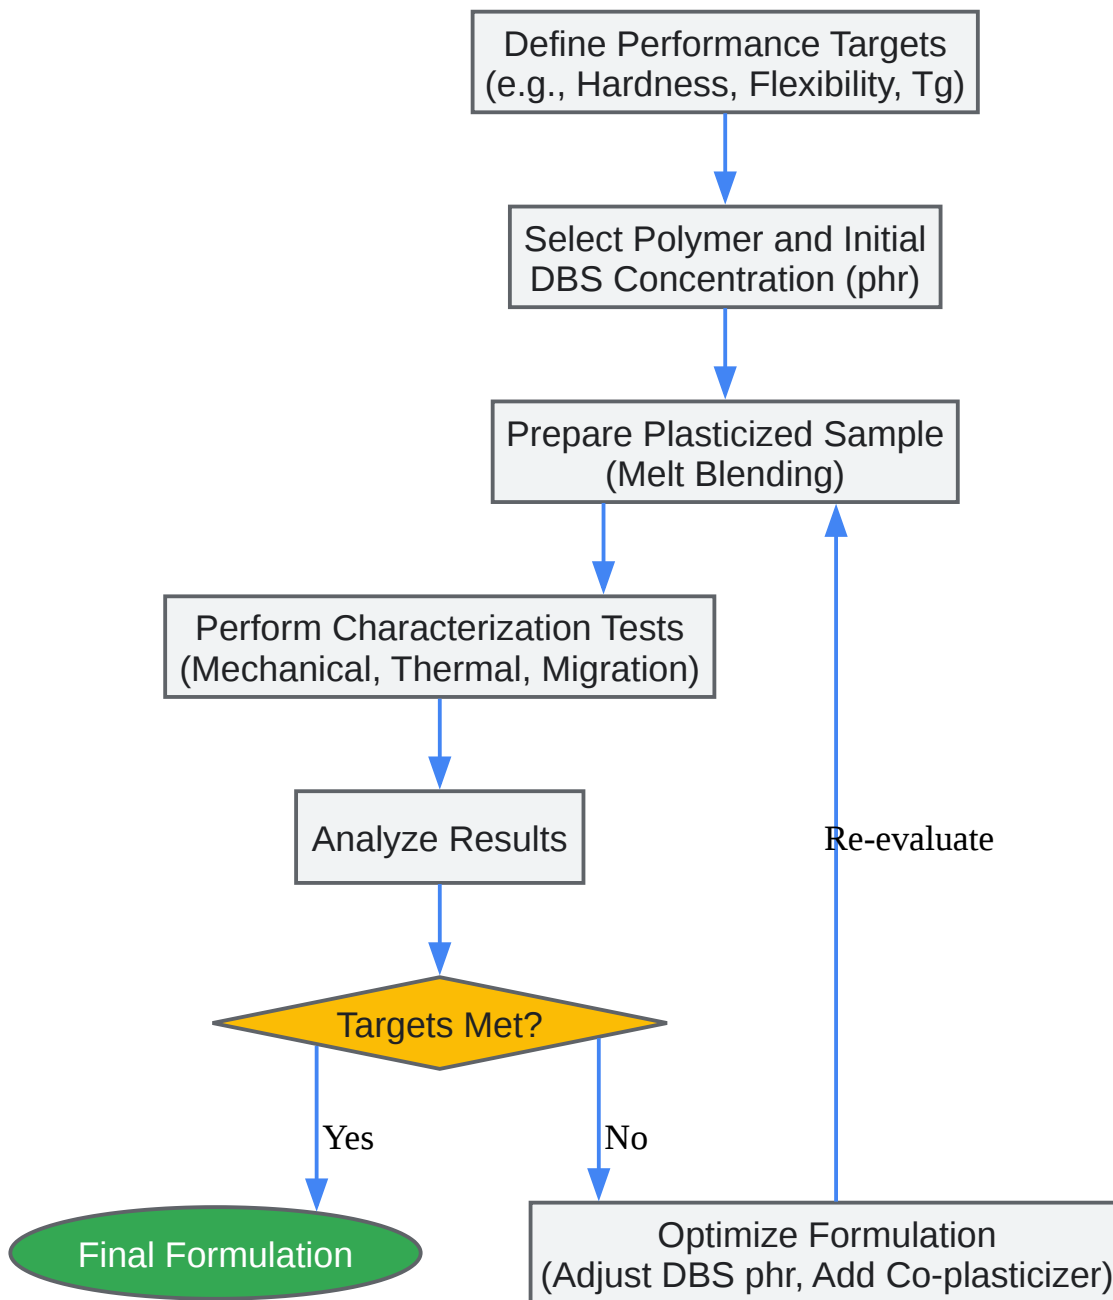 Define Performance Targets
(e.g., Hardness, Flexibility, Tg)
Select Polymer and Initial
DBS Concentration (phr)
Prepare Plasticized Sample
(Melt Blending)
Perform Characterization Tests
(Mechanical, Thermal, Migration)
Analyze Results
Re-evaluate
Targets Met?
Yes
No
Final Formulation
Optimize Formulation
(Adjust DBS phr, Add Co-plasticizer)